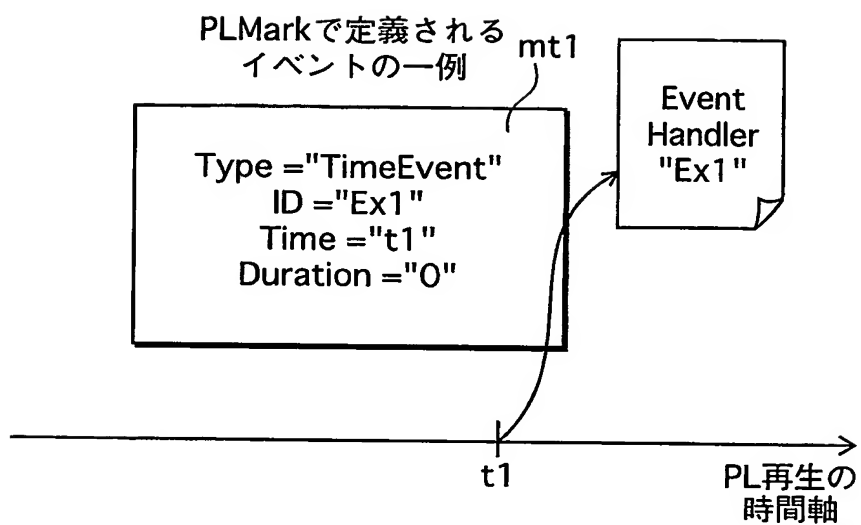 PLMarkで定義される
イベントの一例
mt1
Type ="TimeEvent"
ID ="Ex1"
Time ="t1"
Duration ="0"
Event
Handler
"Ex1"
t1
PL再生の
時間軸